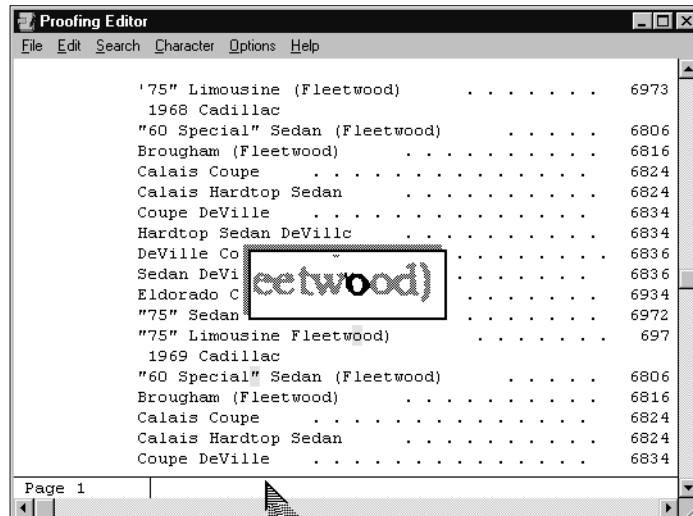 Proofing Editor
File Edit Search Character Options Help
'75" Limousine (Fleetwood) . . . . . . . 6973
1968 Cadillac
"60 Special" Sedan (Fleetwood) . . . . . 6806
Brougham (Fleetwood) . . . . . . . . . . 6816
Calais Coupe . . . . . . . . . . . . . 6824
Calais Hardtop Sedan . . . . . . . . . . 6824
Coupe DeVille . . . . . . . . . . . . . 6834
Hardtop Sedan DeVillc . . . . . . . . . . 6834
DeVille Co . . . . . . . . 6836
Sedan DeVi . . . . . . . 6836
eetwood)
Eldorado C . . . . . . . 6934
"75" Sedan . . . . . . . 6972
"75" Limousine Fleetwood) . . . . . . . 697
1969 Cadillac
"60 Special" Sedan (Fleetwood) . . . . . 6806
Brougham (Fleetwood) . . . . . . . . . . 6816
Calais Coupe . . . . . . . . . . . . . 6824
Calais Hardtop Sedan . . . . . . . . . . 6824
Coupe DeVille . . . . . . . . . . . . . 6834
Page 1